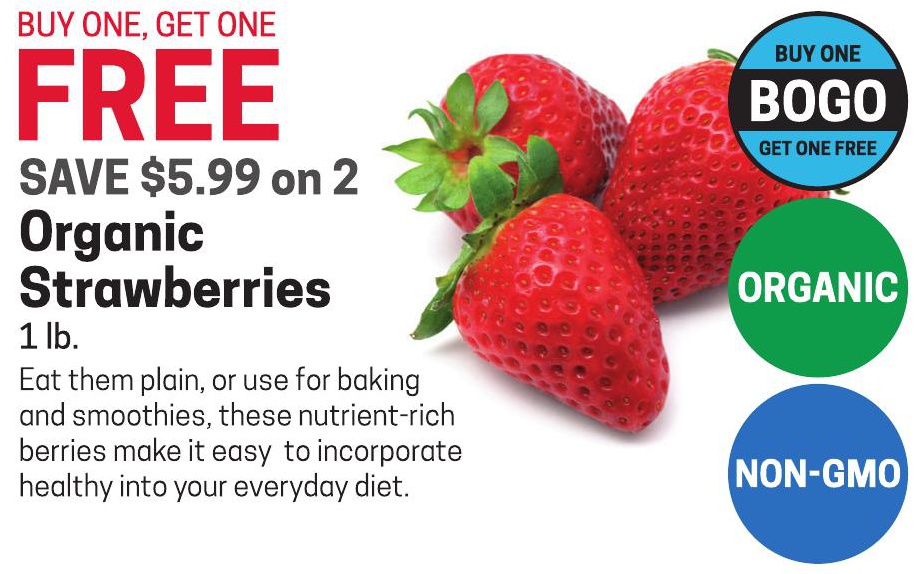 BUY ONE, GET ONE
FREE
SAVE $5.99 on 2
Organic
Strawberries
1 lb.
Eat them plain, or use for baking
and smoothies, these nutrient-rich
berries make it easy  to incorporate
healthy into your everyday diet.
BUY ONE
BOGO
GET ONE FREE
ORGANIC
NON-GMO